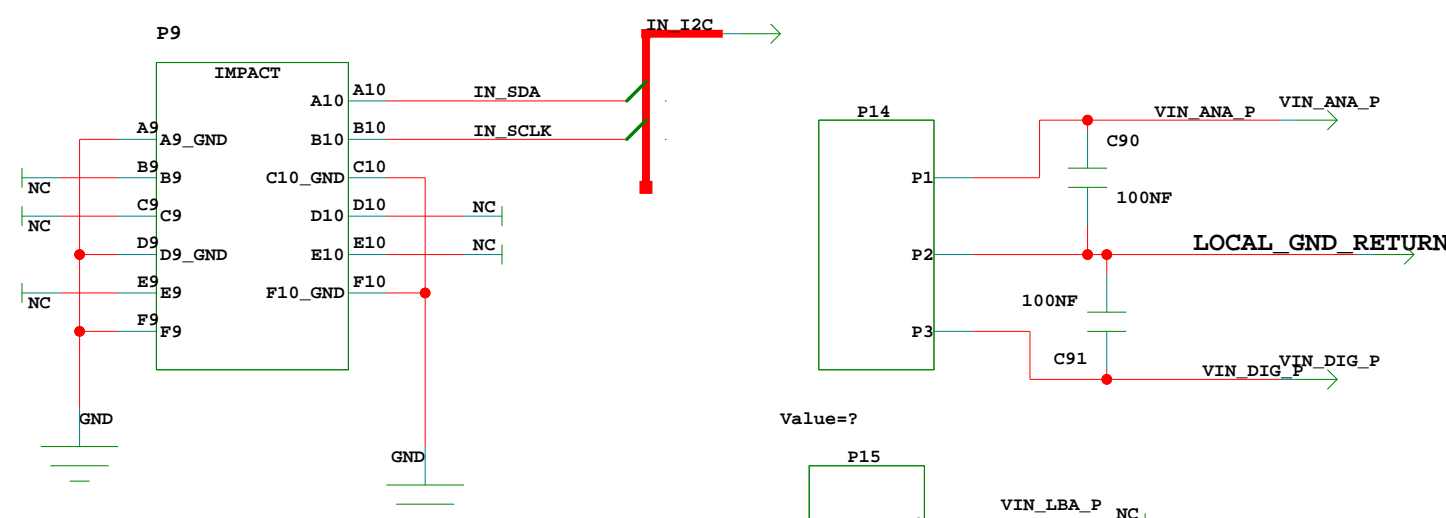 P9
IMPACT
IN_I2C
A10 A10 IN_SDA
A9 A9_GND B10 B10 IN_SCLK
B9 B9 NC C10_GND C10
C9 C9 NC D10 D10 NC
D9 D9_GND E10 E10 NC
E9 E9 NC F10_GND F10
F9 F9
GND
GND
P14
VIN_ANA_P VIN_ANA_P
C90
P1
100NF
P2 LOCAL_GND_RETURN
100NF
P3
C91
VIN_DIG_P VIN_DIG_P
Value=?
P15
VIN_LBA_P NC